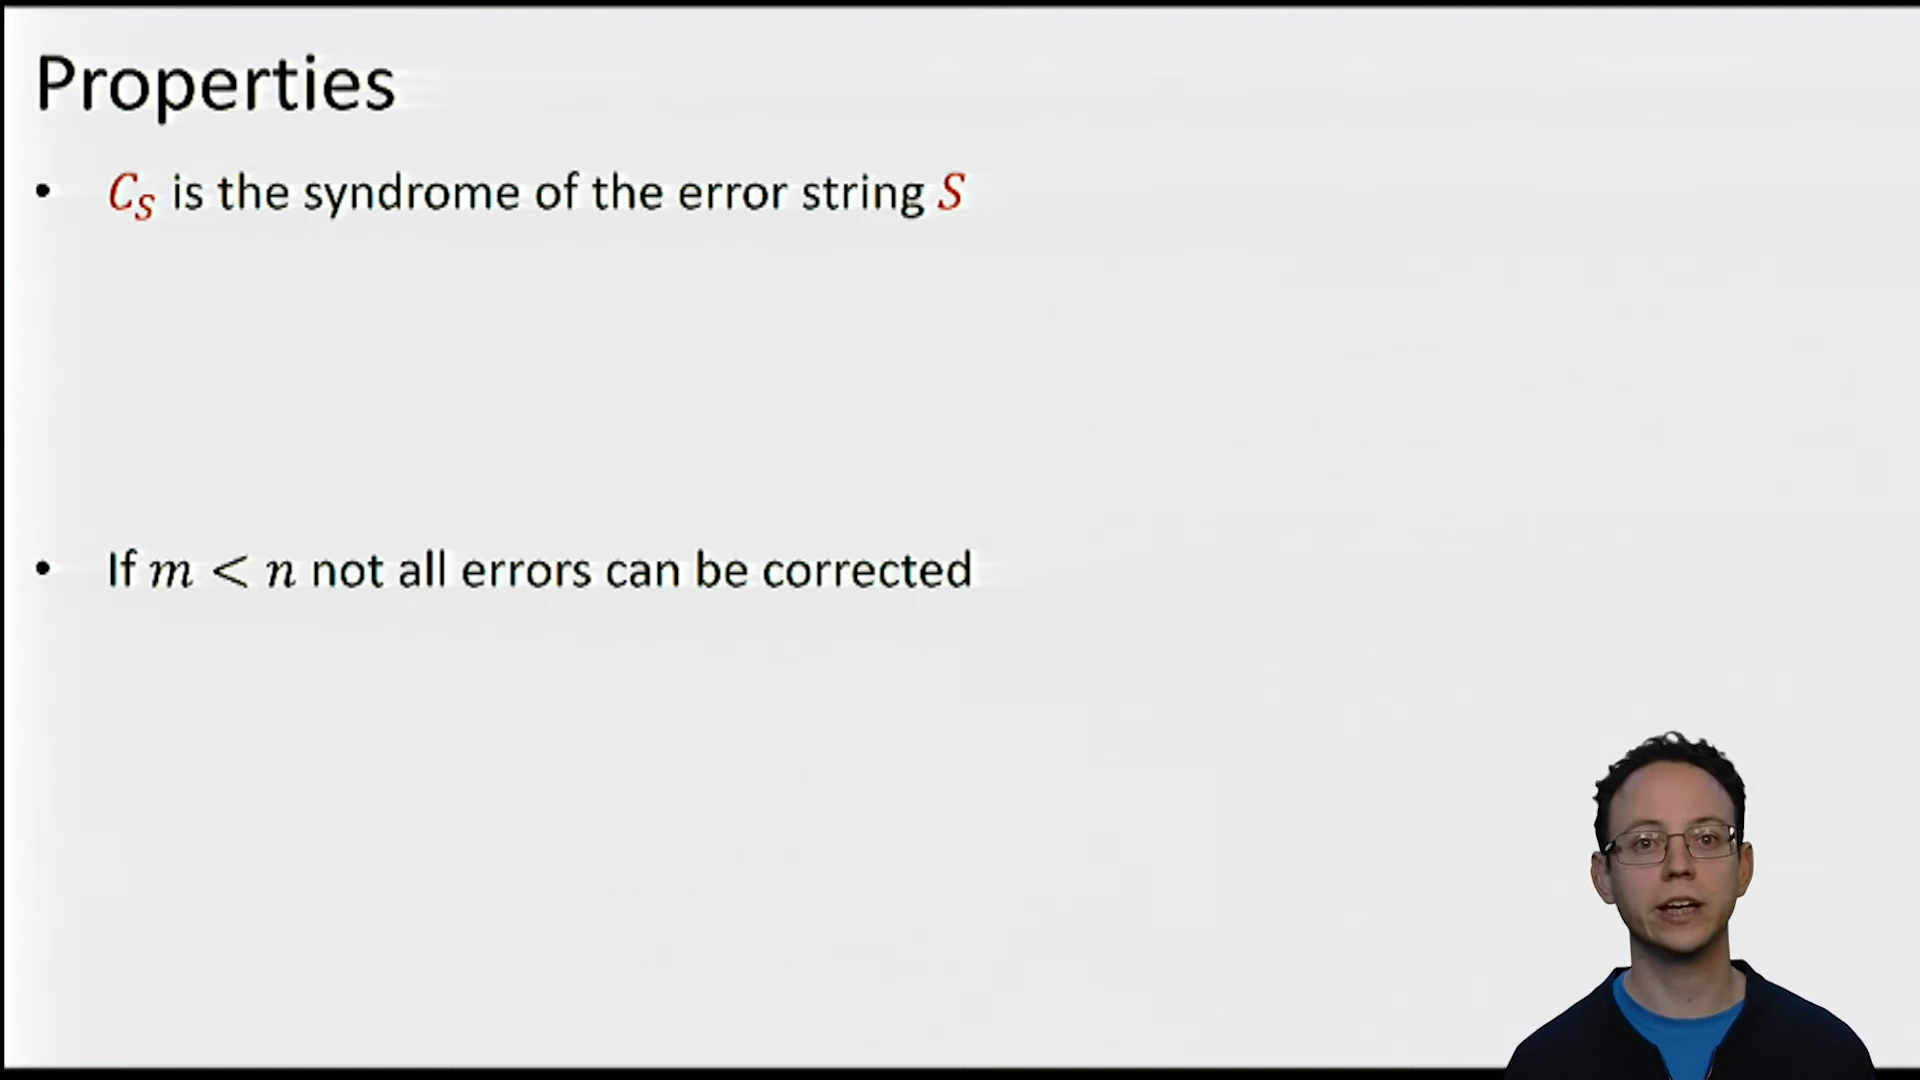 Properties
• C_S is the syndrome of the error string S
• If m < n not all errors can be corrected